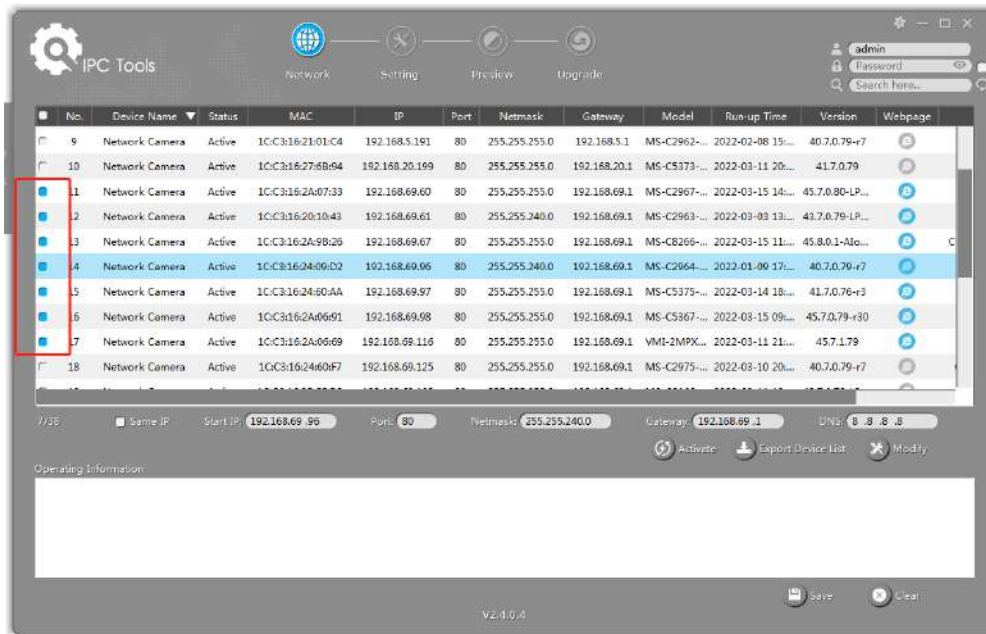 IPC Tools
Network Setting Preview Upgrade
admin
Password
Search here...
No. Device Name ▼ Status MAC IP Port Netmask Gateway Model Run-up Time Version Webpage
9 Network Camera Active 1C:C3:16:21:01:C4 192.168.5.191 80 255.255.255.0 192.168.5.1 MS-C2962-... 2022-02-08 15:... 40.7.0.79-r7
10 Network Camera Active 1C:C3:16:27:6B:94 192.168.20.199 80 255.255.255.0 192.168.20.1 MS-C5373-... 2022-03-11 20:... 41.7.0.79
11 Network Camera Active 1C:C3:16:2A:07:33 192.168.69.60 80 255.255.255.0 192.168.69.1 MS-C2967-... 2022-03-15 14:... 45.7.0.80-LP...
12 Network Camera Active 1C:C3:16:20:10:43 192.168.69.61 80 255.255.240.0 192.168.69.1 MS-C2963-... 2022-03-03 13:... 43.7.0.79-LP...
13 Network Camera Active 1C:C3:16:2A:9B:26 192.168.69.67 80 255.255.255.0 192.168.69.1 MS-C8266-... 2022-03-15 11:... 45.8.0.1-AIo...
14 Network Camera Active 1C:C3:16:24:09:D2 192.168.69.96 80 255.255.240.0 192.168.69.1 MS-C2964-... 2022-01-09 17:... 40.7.0.79-r7
15 Network Camera Active 1C:C3:16:24:60:AA 192.168.69.97 80 255.255.255.0 192.168.69.1 MS-C5375-... 2022-03-14 18:... 41.7.0.76-r3
16 Network Camera Active 1C:C3:16:2A:06:91 192.168.69.98 80 255.255.255.0 192.168.69.1 MS-C5367-... 2022-03-15 09:... 45.7.0.79-r30
17 Network Camera Active 1C:C3:16:2A:06:69 192.168.69.116 80 255.255.255.0 192.168.69.1 VMI-2MPX... 2022-03-11 21:... 45.7.1.79
18 Network Camera Active 1C:C3:16:24:60:F7 192.168.69.125 80 255.255.255.0 192.168.69.1 MS-C2975-... 2022-03-10 20:... 40.7.0.79-r7
Same IP Start IP: 192.168.69 .96 Port: 80 Netmask: 255.255.240.0 Gateway: 192.168.69 .1 DNS: 8 .8 .8 .8
Activate Export Device List Modify
Operating Information
Save Clear
V2.4.0.4